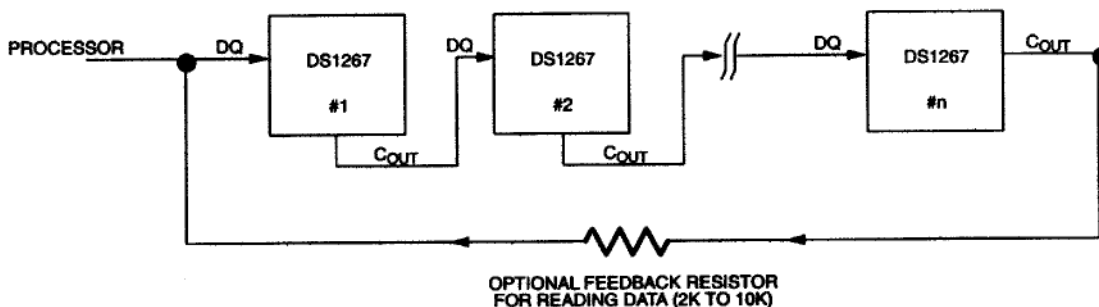 PROCESSOR
DQ
DS1267
#1
COUT
DQ
DS1267
#2
COUT
DQ
DS1267
#n
COUT
OPTIONAL FEEDBACK RESISTOR
FOR READING DATA (2K TO 10K)